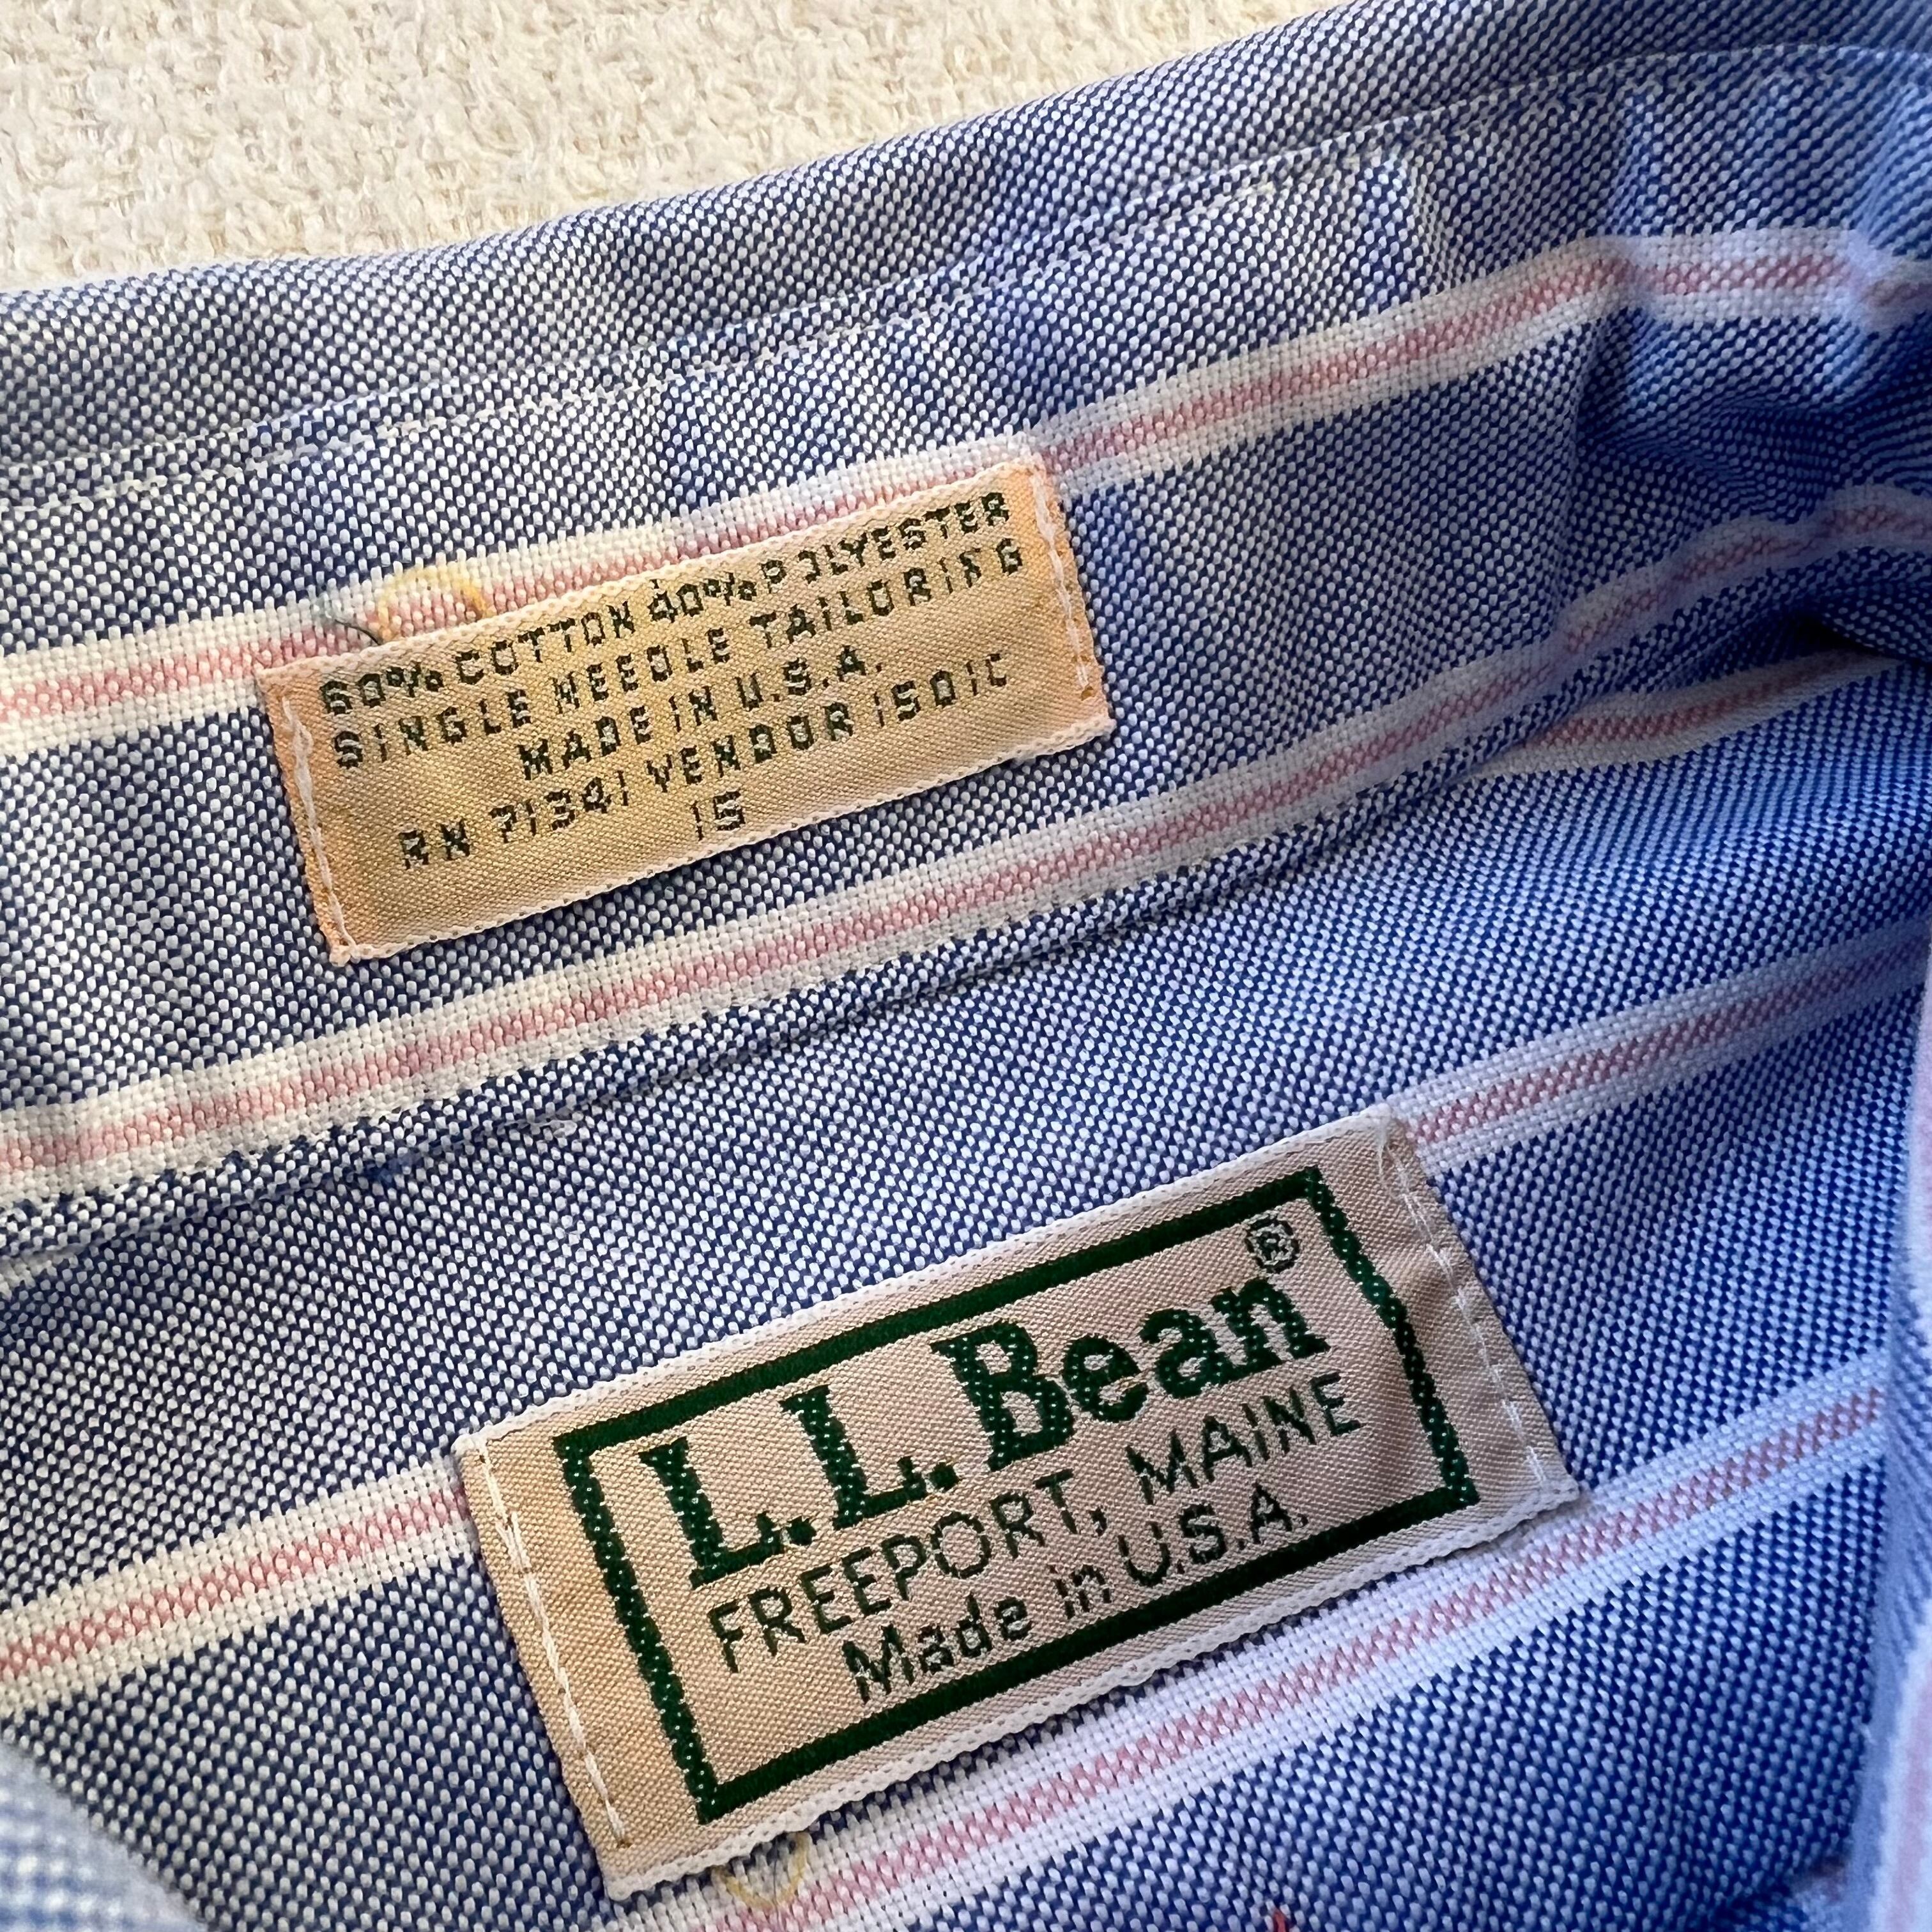 60% COTTON 40% POLYESTER
SINGLE NEEDLE TAILORING
MADE IN U.S.A.
RN 71341 VENDOR 1501C
15
L.L.Bean®
FREEPORT, MAINE
Made in U.S.A.